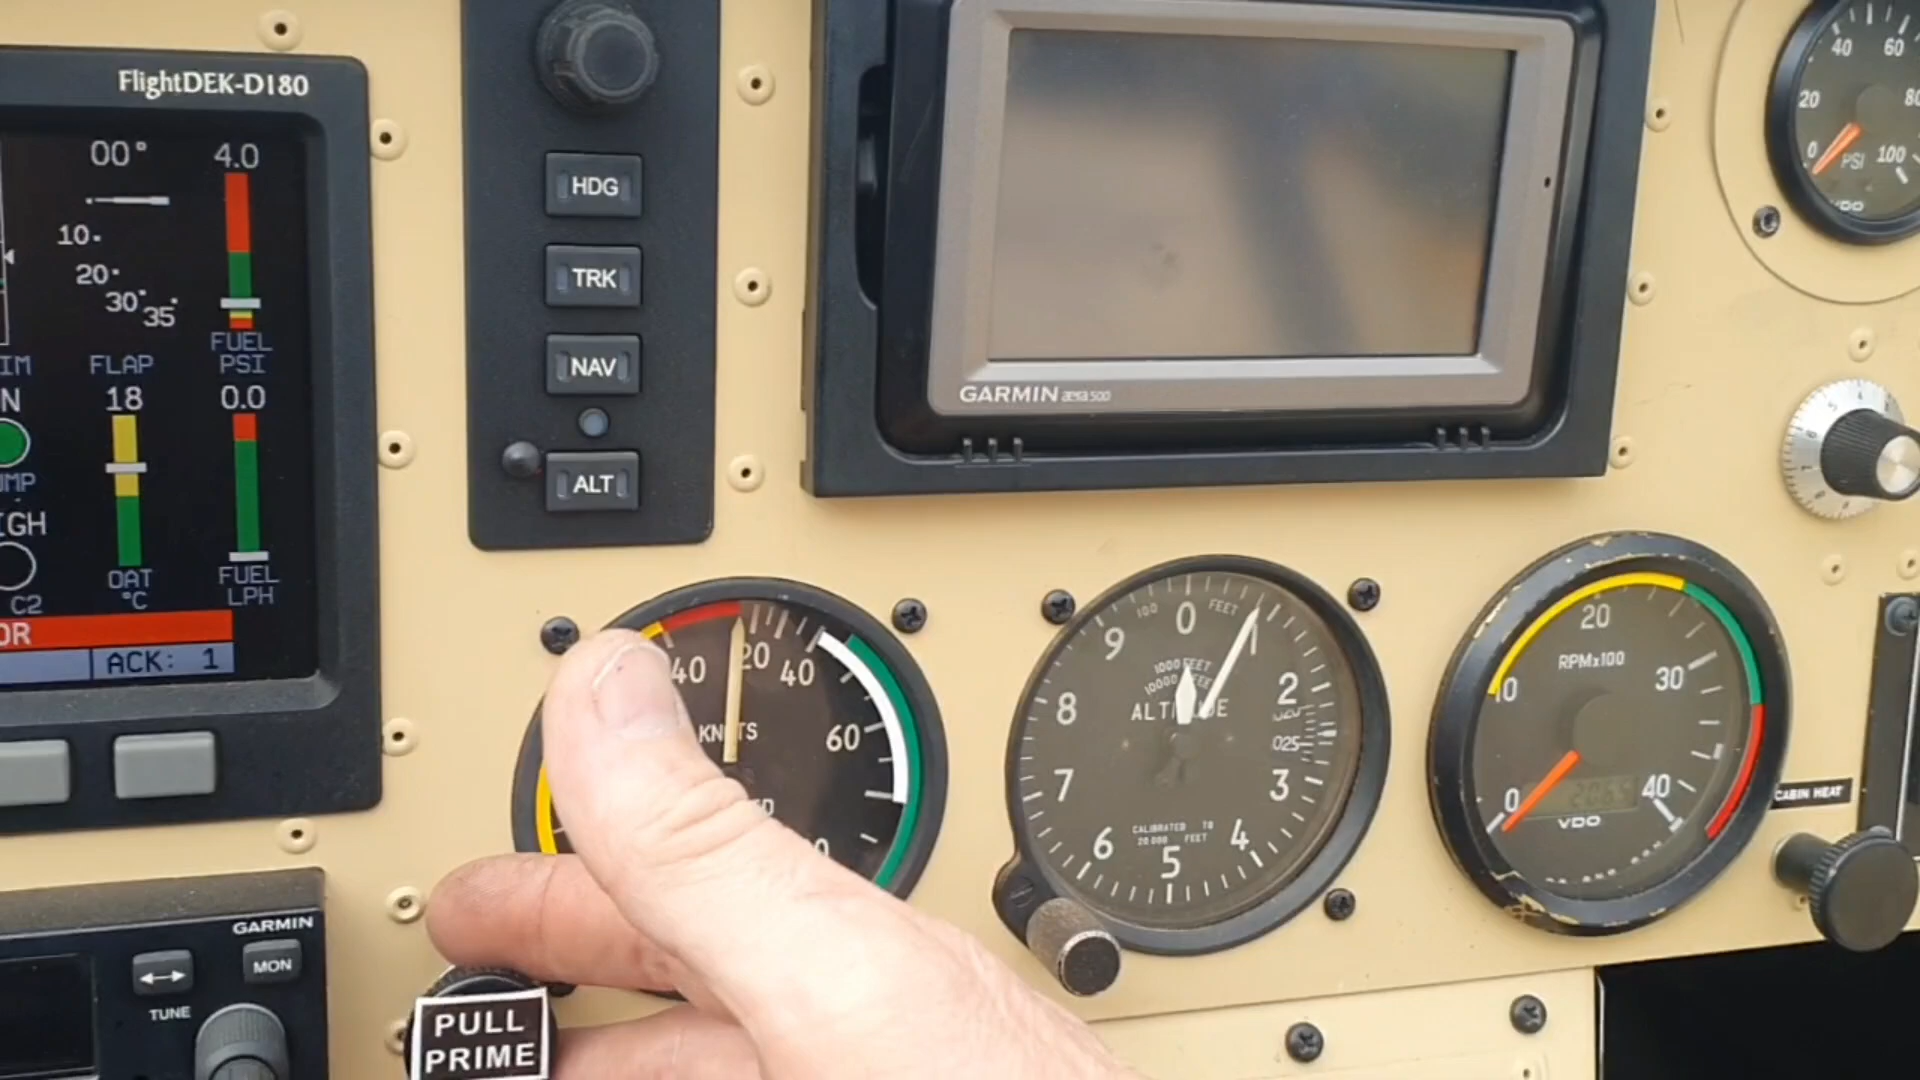 FlightDEK-D180
00° 4.0
10
20
30
35
FUEL
FLAP PSI
18 0.0
FUEL
OAT LPH
°C
C2
ACK: 1
HDG
TRK
NAV
ALT
GARMIN aera 500
40 60
20
0 PSI 100
VDO
40 20 40
KNOTS
60
100 0 FEET
9 1
1000 FEET
10000 FEET
8 2
ALTITUDE
025
7 3
CALIBRATED TO
20 000 FEET
6 4
5
20
RPMx100
10 30
0 40
VDO
CABIN HEAT
GARMIN
MON
TUNE
PULL
PRIME